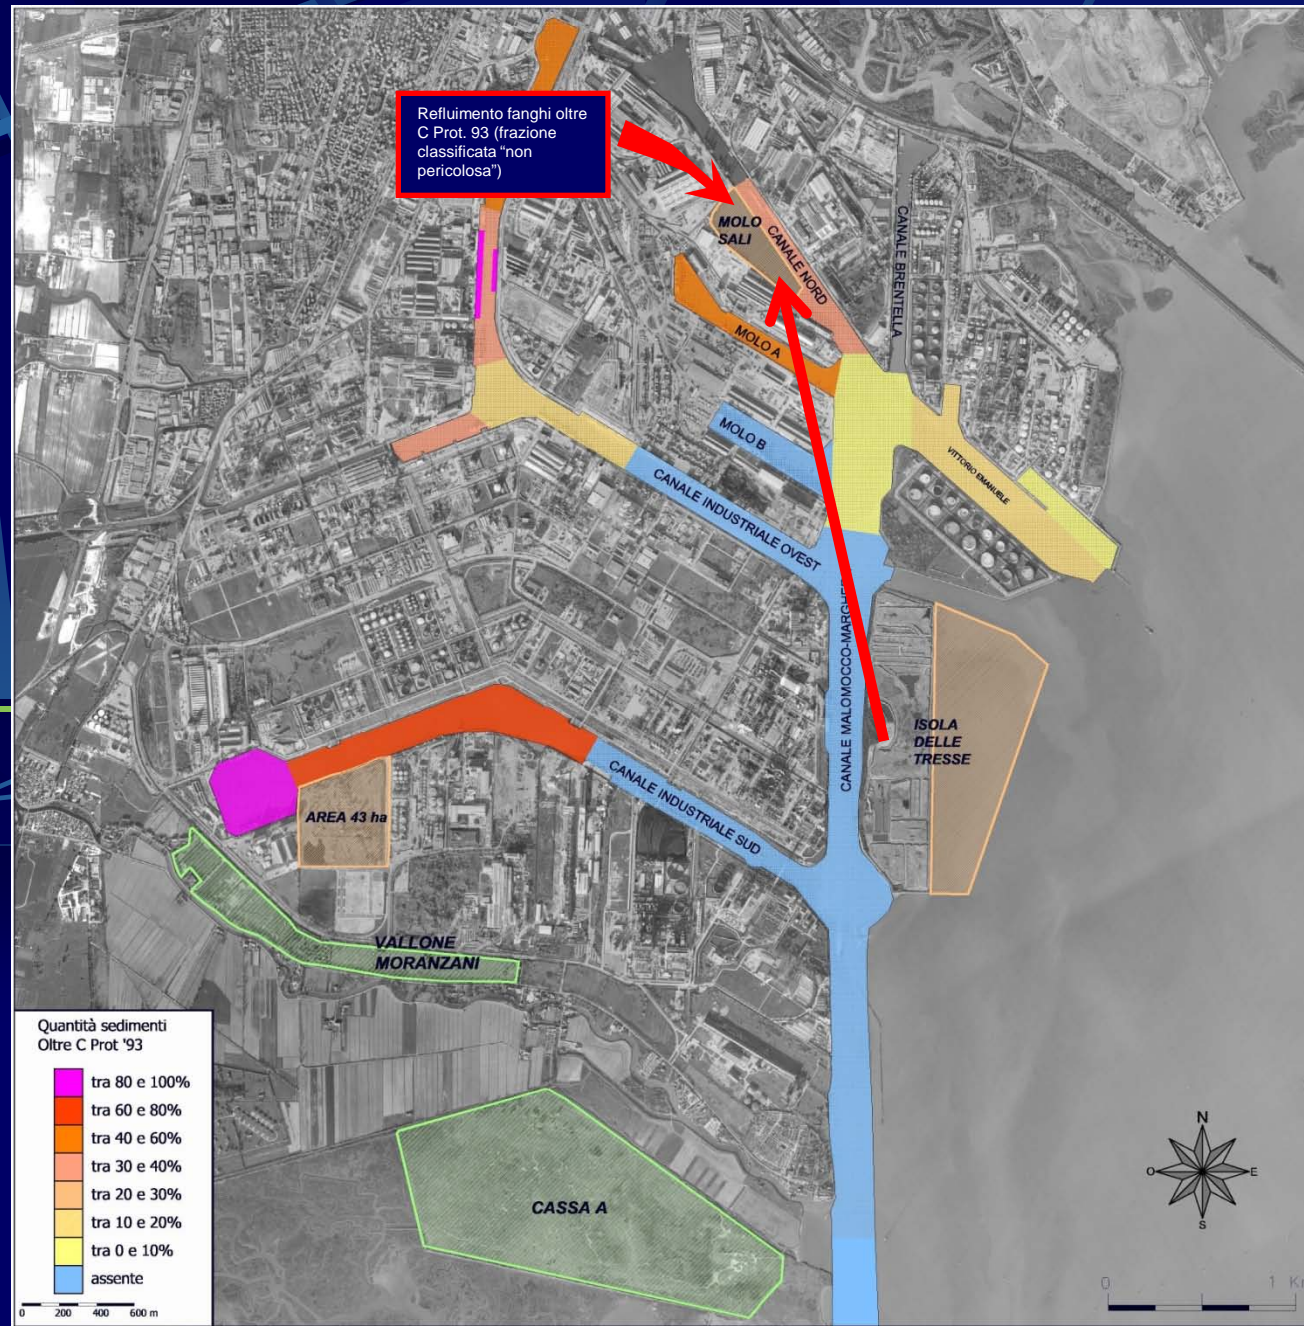 Refluimento fanghi oltre
C Prot. 93 (frazione
classificata “non
pericolosa”)
MOLO
SALI
CANALE NORD
CANALE BRENTELLA
MOLO A
MOLO B
VITTORIO EMANUELE
CANALE INDUSTRIALE OVEST
CANALE MALOMOCCO-MARGHE
ISOLA
DELLE
TRESSE
AREA 43 ha
CANALE INDUSTRIALE SUD
VALLONE
MORANZANI
CASSA A
Quantità sedimenti
Oltre C Prot '93
tra 80 e 100%
tra 60 e 80%
tra 40 e 60%
tra 30 e 40%
tra 20 e 30%
tra 10 e 20%
tra 0 e 10%
assente
0 200 400 600 m
N
O E
S
0 1 K